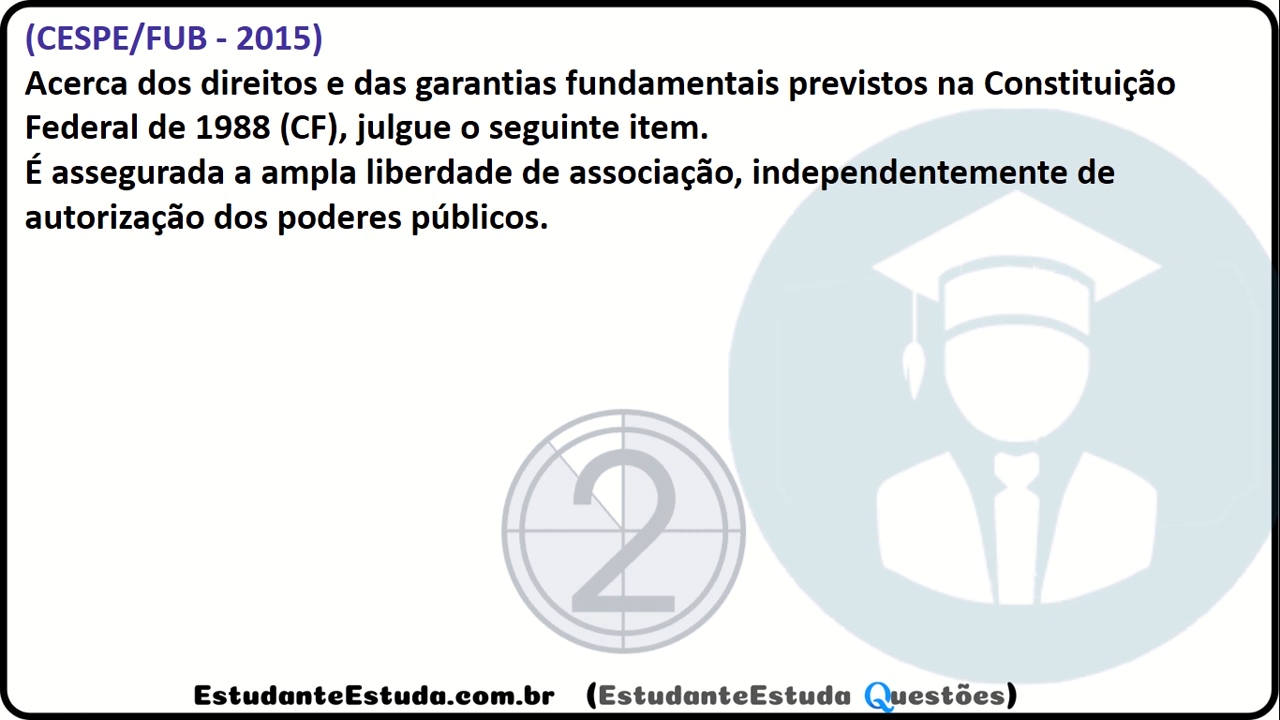 (CESPE/FUB - 2015)
Acerca dos direitos e das garantias fundamentais previstos na Constituição
Federal de 1988 (CF), julgue o seguinte item.
É assegurada a ampla liberdade de associação, independentemente de
autorização dos poderes públicos.
2
EstudanteEstuda.com.br (EstudanteEstuda Questões)